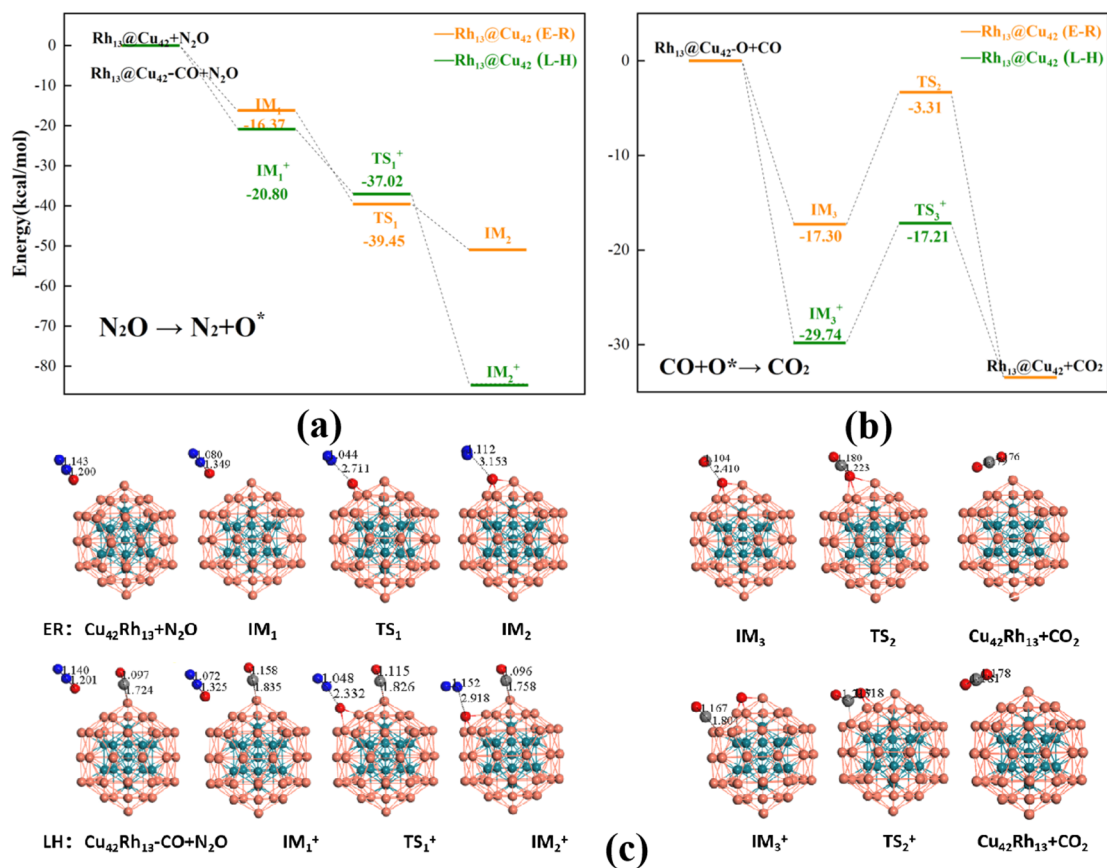 Energy(kcal/mol)
0
-10
-20
-30
-40
-50
-60
-70
-80
Rh₁₃@Cu₄₂+N₂O
Rh₁₃@Cu₄₂-CO+N₂O
Rh₁₃@Cu₄₂ (E-R)
Rh₁₃@Cu₄₂ (L-H)
IM₁
-16.37
IM₁⁺
-20.80
TS₁⁺
-37.02
TS₁
-39.45
IM₂
IM₂⁺
N₂O → N₂+O*
(a)
0
-10
-20
-30
Rh₁₃@Cu₄₂-O+CO
Rh₁₃@Cu₄₂ (E-R)
Rh₁₃@Cu₄₂ (L-H)
TS₂
-3.31
IM₃
-17.30
TS₃⁺
-17.21
IM₃⁺
-29.74
Rh₁₃@Cu₄₂+CO₂
CO+O*→ CO₂
(b)
1.143
1.200
1.080
1.349
1.044
2.711
1.112
3.153
ER: Cu₄₂Rh₁₃+N₂O IM₁ TS₁ IM₂
1.104
2.410
1.180
1.223
IM₃ TS₂ Cu₄₂Rh₁₃+CO₂
1.140
1.201
1.097
1.724
1.072
1.325
1.158
1.835
1.048
2.332
1.115
1.826
1.152
2.918
1.096
1.758
LH: Cu₄₂Rh₁₃-CO+N₂O IM₁⁺ TS₁⁺ IM₂⁺
1.167
1.80
IM₃⁺ TS₂⁺ Cu₄₂Rh₁₃+CO₂
(c)